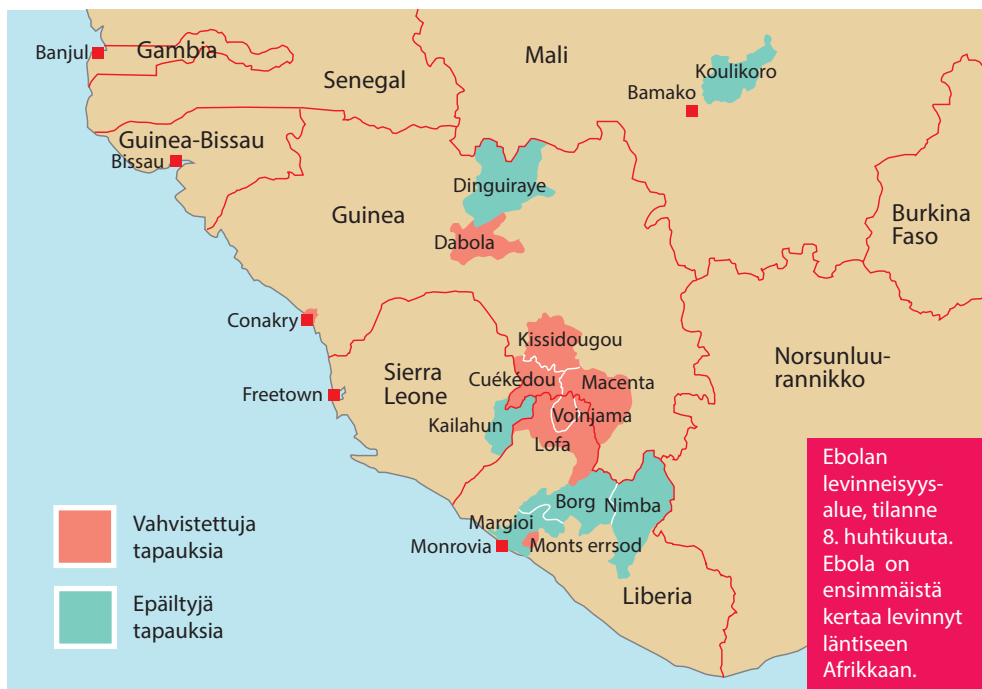 Banjul
Gambia
Senegal
Mali
Koulikoro
Bamako
Guinea-Bissau
Bissau
Dinguiraye
Guinea
Dabola
Burkina
Faso
Conakry
Kissidougou
Norsunluu-
rannikko
Sierra
Leone
Cuékédou
Macenta
Freetown
Kailahun
Voinjama
Lofa
Borg
Nimba
Margioi
Monrovia
Monts errsod
Liberia
Vahvistettuja
tapauksia
Epäiltyjä
tapauksia
Ebolan
levinneisyys-
alue, tilanne
8. huhtikuuta.
Ebola on
ensimmäistä
kertaa levinnyt
läntiseen
Afrikkaan.